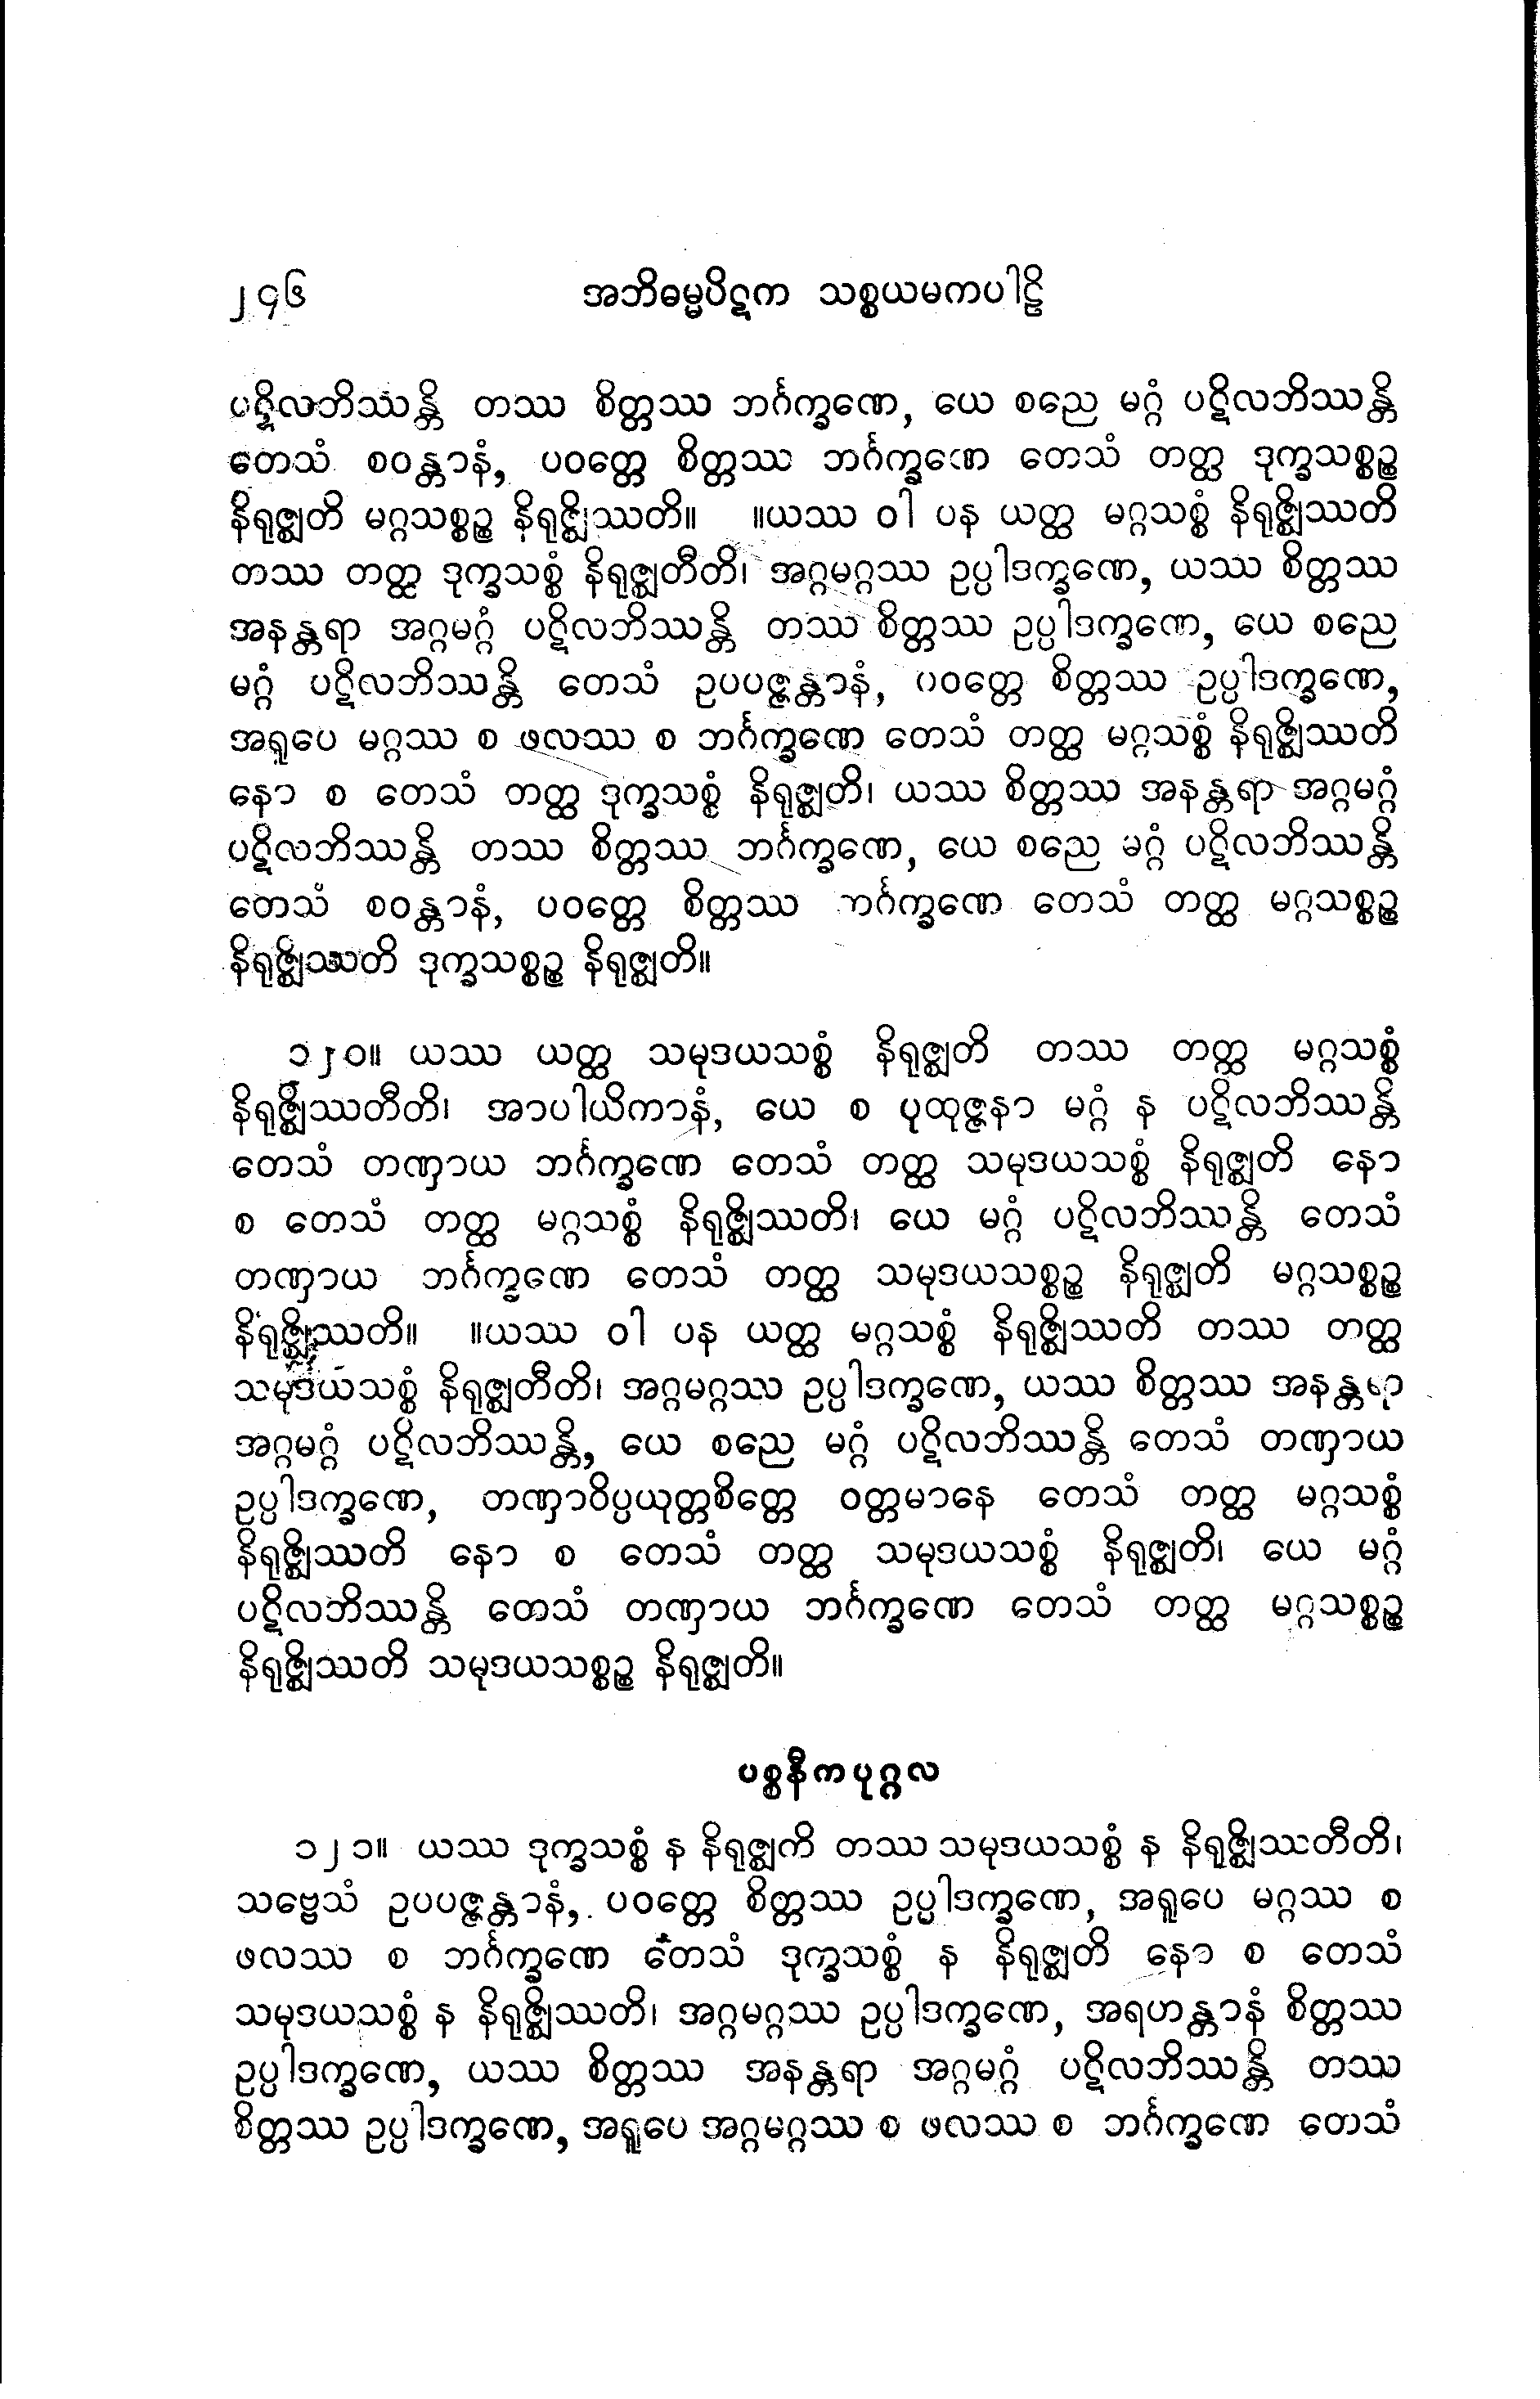 ၂၄၆ အဘိဓမ္မပိဋက သစ္စယမကပါဠိ
ပဋိလဘိဿန္တိ တဿ စိတ္တဿ ဘင်္ဂက္ခဏေ, ယေ စညေ မဂ္ဂံ ပဋိလဘိဿန္တိ
တေသံ စဝန္တာနံ, ပဝတ္တေ စိတ္တဿ ဘင်္ဂက္ခဏေ တေသံ တတ္ထ ဒုက္ခသစ္စဉ္စ
နိရုဇ္ဈတိ မဂ္ဂသစ္စဉ္စ နိရုဇ္ဈိဿတိ။ ။ယဿ ဝါ ပန ယတ္ထ မဂ္ဂသစ္စံ နိရုဇ္ဈိဿတိ
တဿ တတ္ထ ဒုက္ခသစ္စံ နိရုဇ္ဈတီတိ၊ အဂ္ဂမဂ္ဂဿ ဥပ္ပါဒက္ခဏေ, ယဿ စိတ္တဿ
အနန္တရာ အဂ္ဂမဂ္ဂံ ပဋိလဘိဿန္တိ တဿ စိတ္တဿ ဥပ္ပါဒက္ခဏေ, ယေ စညေ
မဂ္ဂံ ပဋိလဘိဿန္တိ တေသံ ဥပပဇ္ဇန္တာနံ, ပဝတ္တေ စိတ္တဿ ဥပ္ပါဒက္ခဏေ,
အရူပေ မဂ္ဂဿ စ ဖလဿ စ ဘင်္ဂက္ခဏေ တေသံ တတ္ထ မဂ္ဂသစ္စံ နိရုဇ္ဈိဿတိ
နော စ တေသံ တတ္ထ ဒုက္ခသစ္စံ နိရုဇ္ဈတိ၊ ယဿ စိတ္တဿ အနန္တရာ အဂ္ဂမဂ္ဂံ
ပဋိလဘိဿန္တိ တဿ စိတ္တဿ ဘင်္ဂက္ခဏေ, ယေ စညေ မဂ္ဂံ ပဋိလဘိဿန္တိ
တေသံ စဝန္တာနံ, ပဝတ္တေ စိတ္တဿ ဘင်္ဂက္ခဏေ တေသံ တတ္ထ မဂ္ဂသစ္စဉ္စ
နိရုဇ္ဈိဿတိ ဒုက္ခသစ္စဉ္စ နိရုဇ္ဈတိ။
၁၂၀။ ယဿ ယတ္ထ သမုဒယသစ္စံ နိရုဇ္ဈတိ တဿ တတ္ထ မဂ္ဂသစ္စံ
နိရုဇ္ဈိဿတီတိ၊ အာပါယိကာနံ, ယေ စ ပုထုဇ္ဇနာ မဂ္ဂံ န ပဋိလဘိဿန္တိ
တေသံ တဏှာယ ဘင်္ဂက္ခဏေ တေသံ တတ္ထ သမုဒယသစ္စံ နိရုဇ္ဈတိ နော
စ တေသံ တတ္ထ မဂ္ဂသစ္စံ နိရုဇ္ဈိဿတိ၊ ယေ မဂ္ဂံ ပဋိလဘိဿန္တိ တေသံ
တဏှာယ ဘင်္ဂက္ခဏေ တေသံ တတ္ထ သမုဒယသစ္စဉ္စ နိရုဇ္ဈတိ မဂ္ဂသစ္စဉ္စ
နိရုဇ္ဈိဿတိ။ ။ယဿ ဝါ ပန ယတ္ထ မဂ္ဂသစ္စံ နိရုဇ္ဈိဿတိ တဿ တတ္ထ
သမုဒယသစ္စံ နိရုဇ္ဈတီတိ၊ အဂ္ဂမဂ္ဂဿ ဥပ္ပါဒက္ခဏေ, ယဿ စိတ္တဿ အနန္တရာ
အဂ္ဂမဂ္ဂံ ပဋိလဘိဿန္တိ, ယေ စညေ မဂ္ဂံ ပဋိလဘိဿန္တိ တေသံ တဏှာယ
ဥပ္ပါဒက္ခဏေ, တဏှာဝိပ္ပယုတ္တစိတ္တေ ဝတ္တမာနေ တေသံ တတ္ထ မဂ္ဂသစ္စံ
နိရုဇ္ဈိဿတိ နော စ တေသံ တတ္ထ သမုဒယသစ္စံ နိရုဇ္ဈတိ၊ ယေ မဂ္ဂံ
ပဋိလဘိဿန္တိ တေသံ တဏှာယ ဘင်္ဂက္ခဏေ တေသံ တတ္ထ မဂ္ဂသစ္စဉ္စ
နိရုဇ္ဈိဿတိ သမုဒယသစ္စဉ္စ နိရုဇ္ဈတိ။
ပစ္စနီကပုဂ္ဂလ
၁၂၁။ ယဿ ဒုက္ခသစ္စံ န နိရုဇ္ဈကိ တဿ သမုဒယသစ္စံ န နိရုဇ္ဈိဿတီတိ၊
သဗ္ဗေသံ ဥပပဇ္ဇန္တာနံ, ပဝတ္တေ စိတ္တဿ ဥပ္ပါဒက္ခဏေ, အရူပေ မဂ္ဂဿ စ
ဖလဿ စ ဘင်္ဂက္ခဏေ တေသံ ဒုက္ခသစ္စံ န နိရုဇ္ဈတိ နော စ တေသံ
သမုဒယသစ္စံ န နိရုဇ္ဈိဿတိ၊ အဂ္ဂမဂ္ဂဿ ဥပ္ပါဒက္ခဏေ, အရဟန္တာနံ စိတ္တဿ
ဥပ္ပါဒက္ခဏေ, ယဿ စိတ္တဿ အနန္တရာ အဂ္ဂမဂ္ဂံ ပဋိလဘိဿန္တိ တဿ
စိတ္တဿ ဥပ္ပါဒက္ခဏေ, အရူပေ အဂ္ဂမဂ္ဂဿ စ ဖလဿ စ ဘင်္ဂက္ခဏေ တေသံ